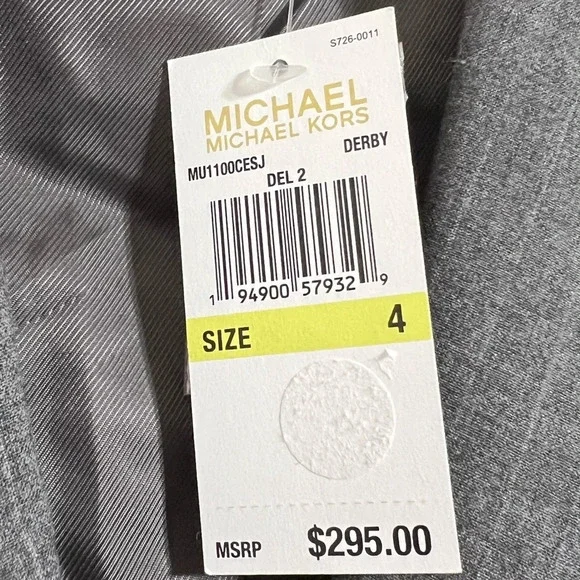 S726-0011
MICHAEL
MICHAEL KORS
MU1100CESJ DERBY
DEL 2
1 94900 57932 9
SIZE 4
MSRP $295.00